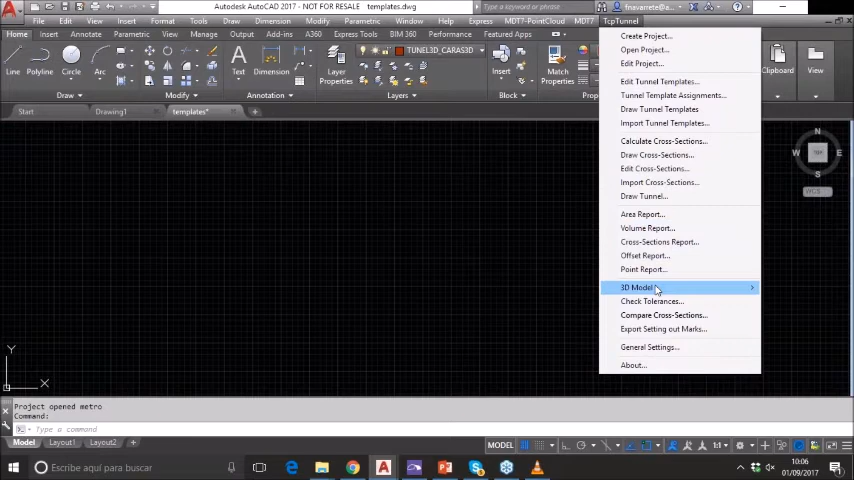 Autodesk AutoCAD 2017 - NOT FOR RESALE templates.dwg
Type a keyword or phrase
fnavarrete@a...
File Edit View Insert Format Tools Draw Dimension Modify Parametric Window Help Express MDT7-PointCloud MDT7 TcpTunnel
Home Insert Annotate Parametric View Manage Output Add-ins A360 Express Tools Featured Apps BIM 360 Performance
Line Polyline Circle Arc
Text Dimension
Layer Properties
TUNEL3D_CARAS3D
Insert
Match Properties
Clipboard
View
Draw Modify Annotation Layers Block
Start Drawing1 templates* +
Create Project...
Open Project...
Edit Project...
Edit Tunnel Templates...
Tunnel Template Assignments...
Draw Tunnel Templates
Import Tunnel Templates...
Calculate Cross-Sections...
Draw Cross-Sections...
Edit Cross-Sections...
Import Cross-Sections...
Draw Tunnel...
Area Report...
Volume Report...
Cross-Sections Report...
Offset Report...
Point Report...
3D Model
Check Tolerances...
Compare Cross-Sections...
Export Setting out Marks...
General Settings...
About...
N
W TOP E
S
WCS
Y
X
Project opened metro
Command:
Type a command
Model Layout1 Layout2 +
MODEL
1:1
Escribe aquí para buscar
10:06
01/09/2017